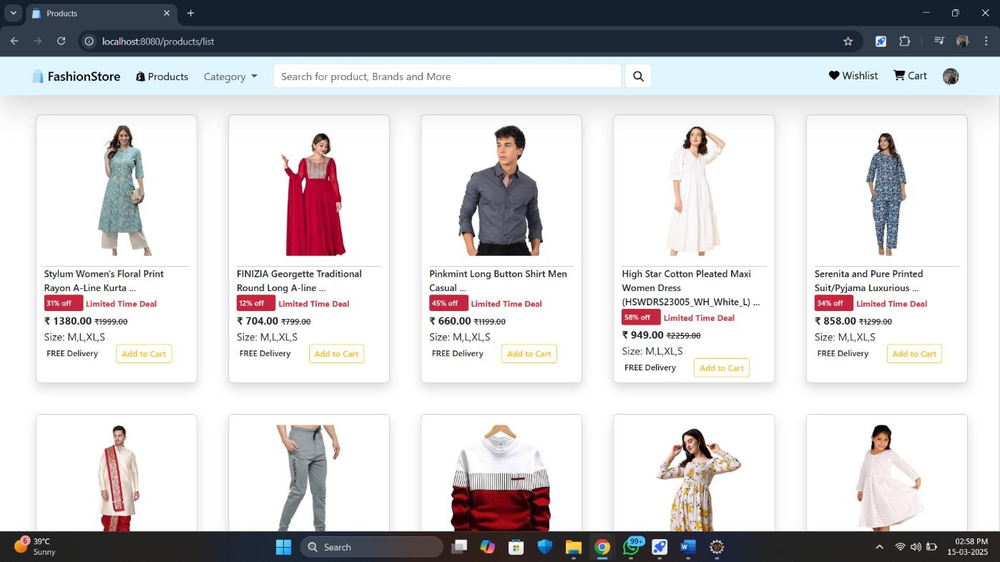 Products
localhost:8080/products/list
FashionStore Products Category Search for product, Brands and More Wishlist Cart
Stylum Women's Floral Print
Rayon A-Line Kurta ...
31% off Limited Time Deal
₹ 1380.00 ₹1999.00
Size: M,L,XL,S
FREE Delivery Add to Cart
FINIZIA Georgette Traditional
Round Long A-line ...
12% off Limited Time Deal
₹ 704.00 ₹799.00
Size: M,L,XL,S
FREE Delivery Add to Cart
Pinkmint Long Button Shirt Men
Casual ...
45% off Limited Time Deal
₹ 660.00 ₹1199.00
Size: M,L,XL,S
FREE Delivery Add to Cart
High Star Cotton Pleated Maxi
Women Dress
(HSWDRS23005_WH_White_L) ...
58% off Limited Time Deal
₹ 949.00 ₹2259.00
Size: M,L,XL,S
FREE Delivery Add to Cart
Serenita and Pure Printed
Suit/Pyjama Luxurious ...
34% off Limited Time Deal
₹ 858.00 ₹1299.00
Size: M,L,XL,S
FREE Delivery Add to Cart
RUNNING
6
39°C
Sunny
Search
99+
02:58 PM
15-03-2025